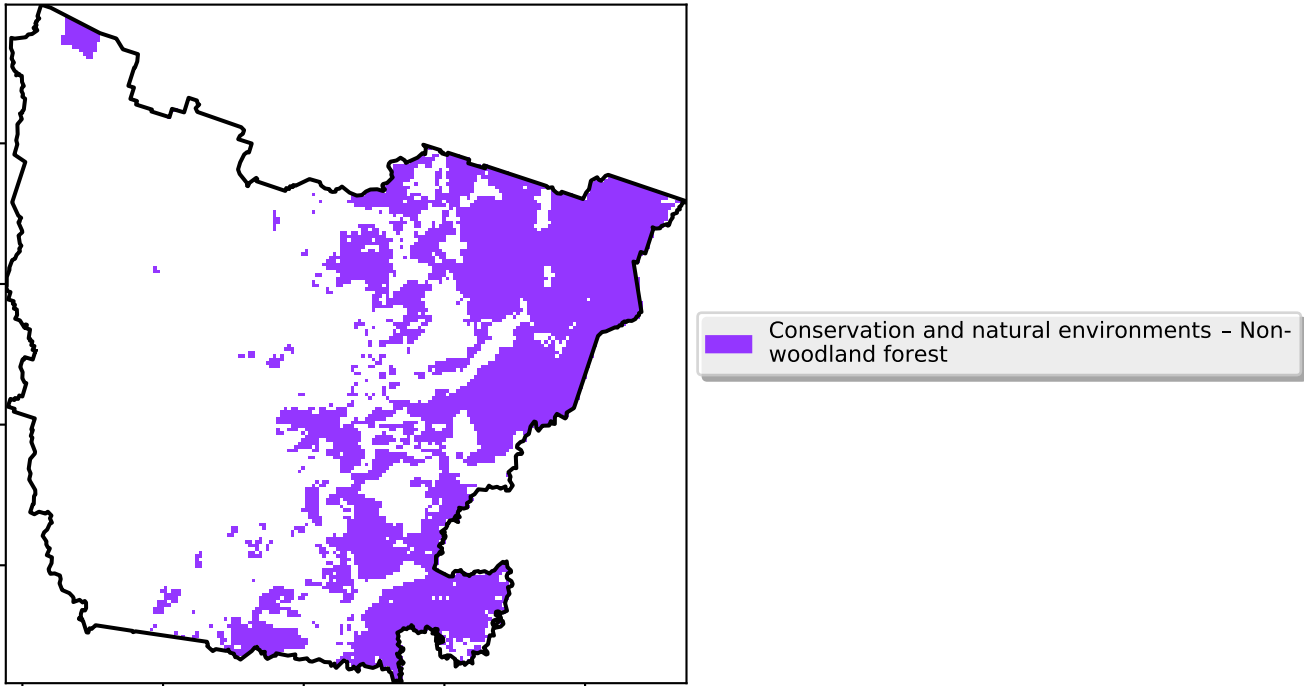 Conservation and natural environments – Non-
woodland forest